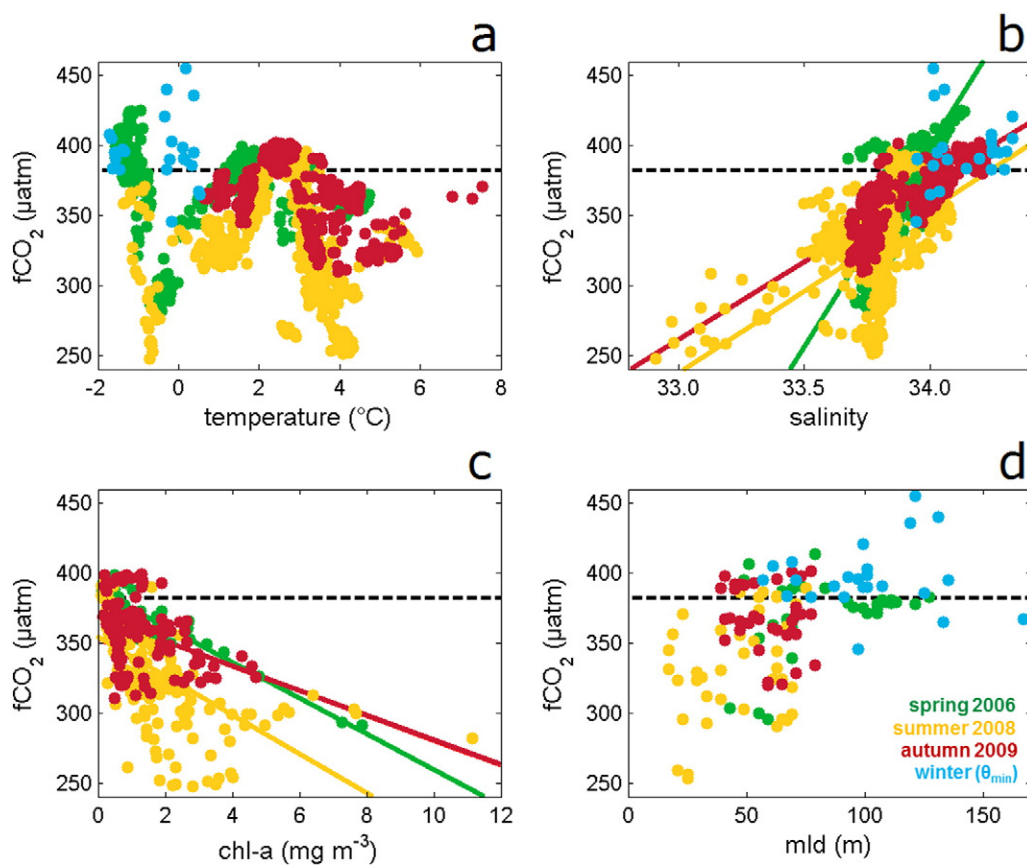 a
450
400
350
300
250
fCO2 (µatm)
-2 0 2 4 6 8
temperature (°C)
b
450
400
350
300
250
fCO2 (µatm)
33.0 33.5 34.0
salinity
c
450
400
350
300
250
fCO2 (µatm)
0 2 4 6 8 10 12
chl-a (mg m-3)
d
450
400
350
300
250
fCO2 (µatm)
spring 2006
summer 2008
autumn 2009
winter (θmin)
0 50 100 150
mld (m)